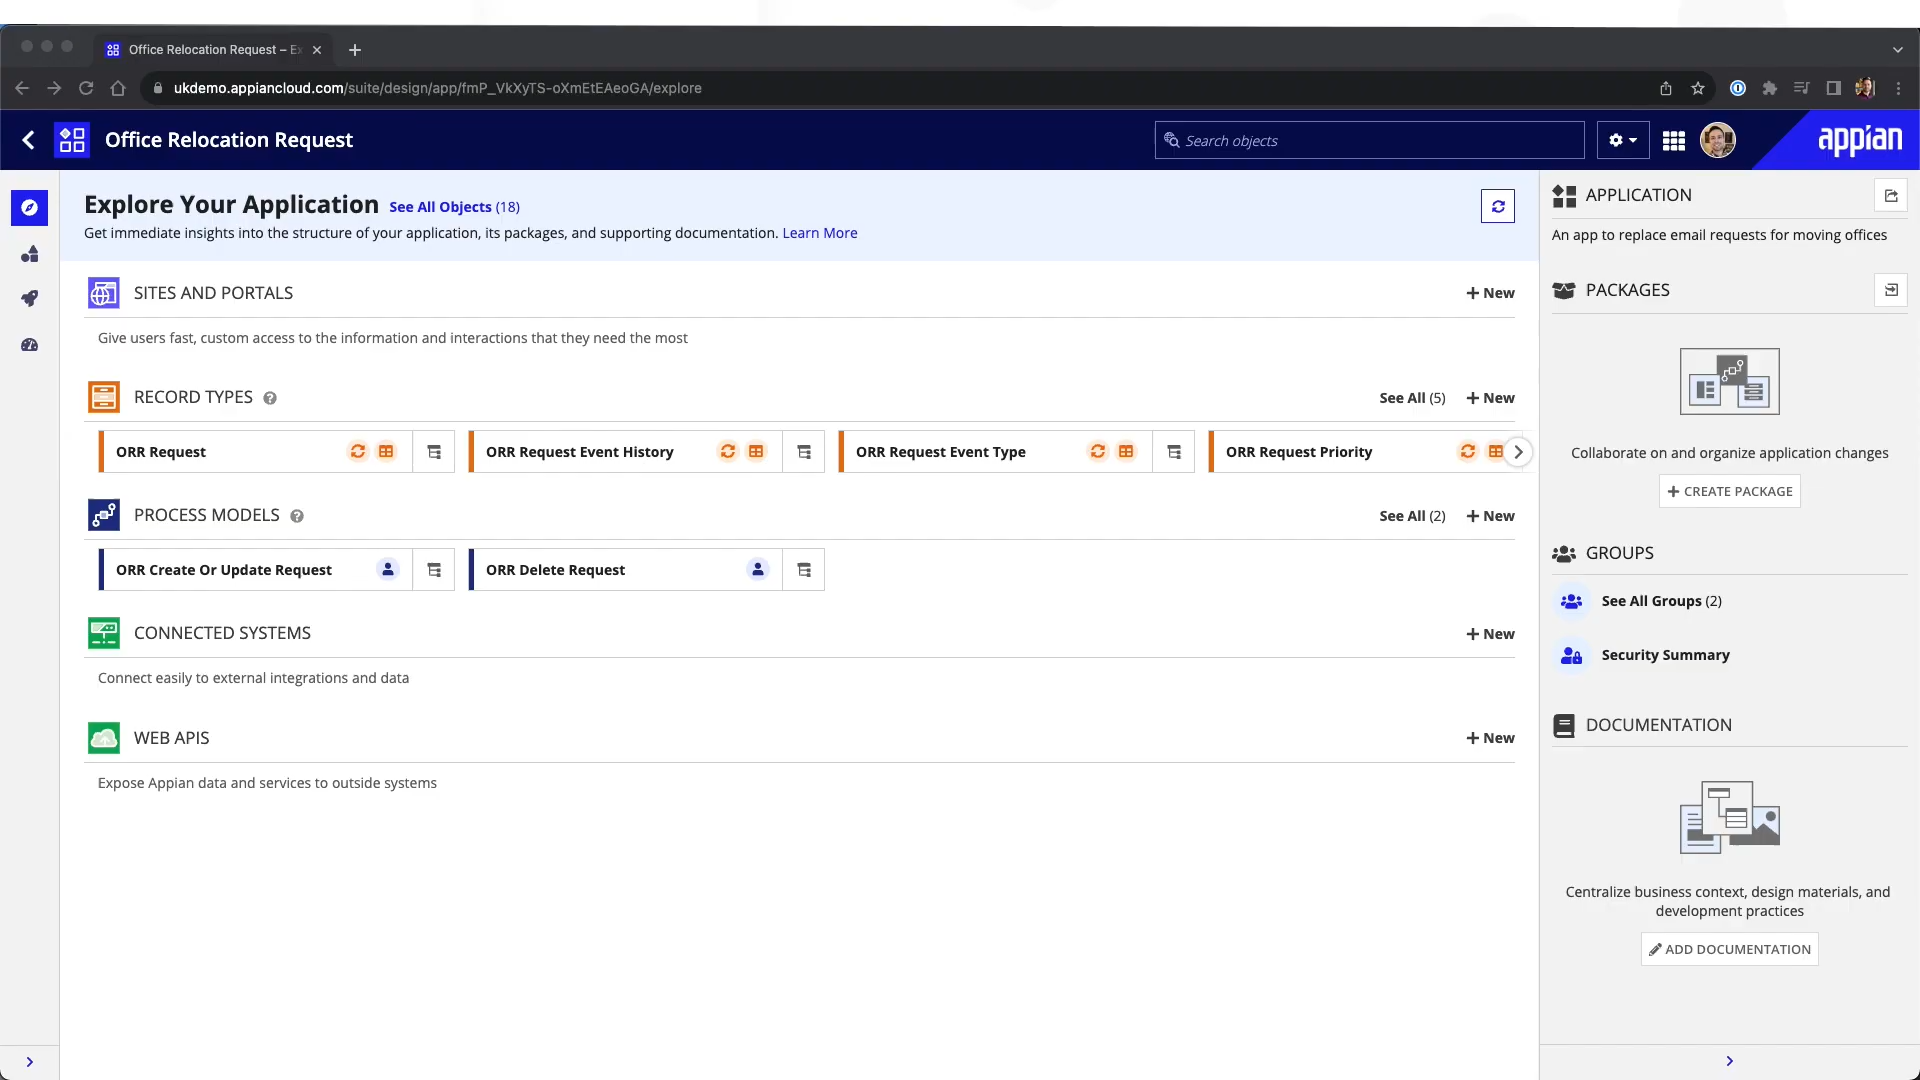 Office Relocation Request – Ex
ukdemo.appiancloud.com/suite/design/app/fmP_VkXyTS-oXmEtEAeoGA/explore
Office Relocation Request
Search objects
appian
Explore Your Application See All Objects (18)
Get immediate insights into the structure of your application, its packages, and supporting documentation. Learn More
SITES AND PORTALS
+ New
Give users fast, custom access to the information and interactions that they need the most
RECORD TYPES ?
See All (5) + New
ORR Request
ORR Request Event History
ORR Request Event Type
ORR Request Priority
PROCESS MODELS ?
See All (2) + New
ORR Create Or Update Request
ORR Delete Request
CONNECTED SYSTEMS
+ New
Connect easily to external integrations and data
WEB APIS
+ New
Expose Appian data and services to outside systems
APPLICATION
An app to replace email requests for moving offices
PACKAGES
Collaborate on and organize application changes
+ CREATE PACKAGE
GROUPS
See All Groups (2)
Security Summary
DOCUMENTATION
Centralize business context, design materials, and
development practices
ADD DOCUMENTATION